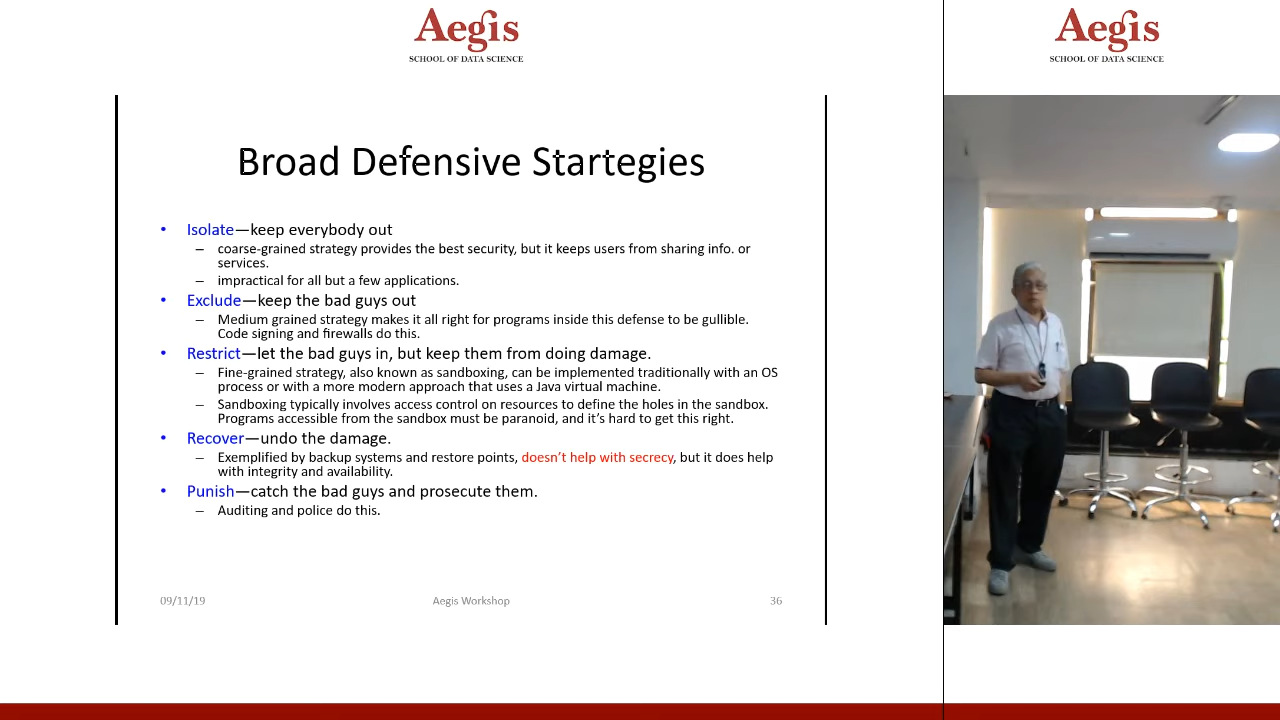 Aegis
SCHOOL OF DATA SCIENCE
Aegis
SCHOOL OF DATA SCIENCE
Broad Defensive Startegies
• Isolate—keep everybody out
– coarse-grained strategy provides the best security, but it keeps users from sharing info. or
services.
– impractical for all but a few applications.
• Exclude—keep the bad guys out
– Medium grained strategy makes it all right for programs inside this defense to be gullible.
Code signing and firewalls do this.
• Restrict—let the bad guys in, but keep them from doing damage.
– Fine-grained strategy, also known as sandboxing, can be implemented traditionally with an OS
process or with a more modern approach that uses a Java virtual machine.
– Sandboxing typically involves access control on resources to define the holes in the sandbox.
Programs accessible from the sandbox must be paranoid, and it’s hard to get this right.
• Recover—undo the damage.
– Exemplified by backup systems and restore points, doesn’t help with secrecy, but it does help
with integrity and availability.
• Punish—catch the bad guys and prosecute them.
– Auditing and police do this.
09/11/19 Aegis Workshop 36